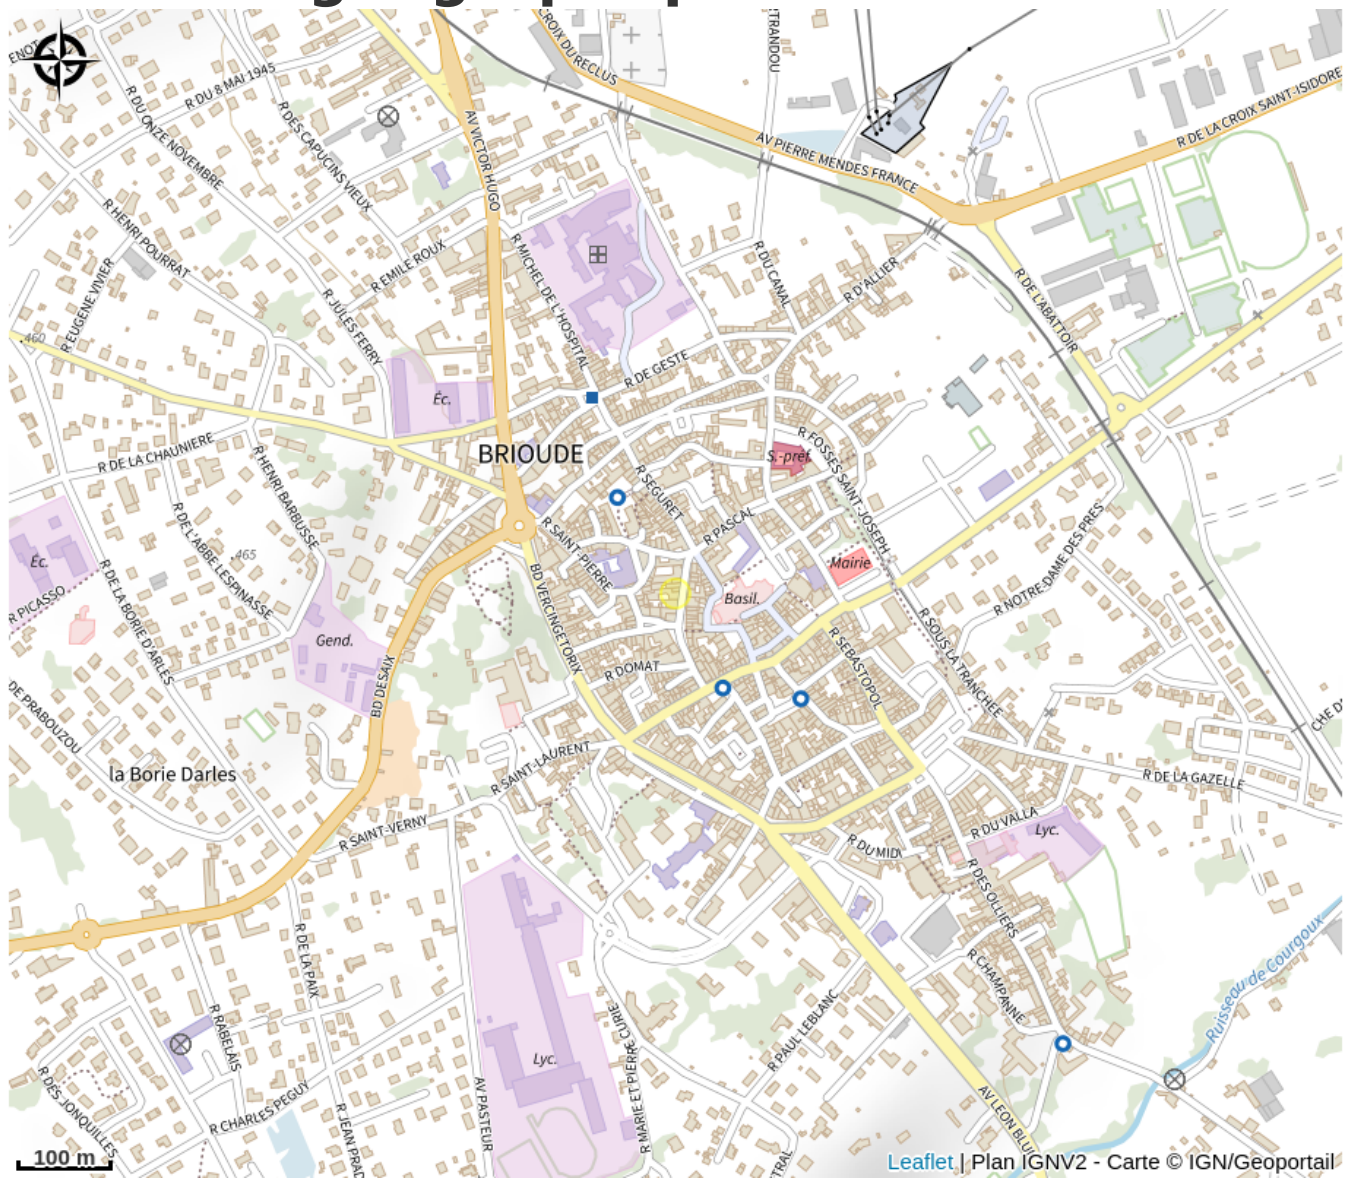 R DU 8 MAI 1945
R DU ONZE NOVEMBRE
R DES CAPUCINS VIEUX
AV VICTOR HUGO
CROIX DU RECLUS
AV PIERRE MENDES FRANCE
R DE LA CROIX SAINT-ISIDORE
R HENRI POURRAT
R EMILE ROUX
R MICHEL DE L'HOSPITAL
R DU CANAL
R D'ALLIER
R DE L'ABATTOIR
R EUGENE VIVIER
R JULES FERRY
.460
R DE GESTE
Éc.
BRIOUDE
R DE LA CHAUNIERE
R HENRI BARBUSSE
R SEGURET
S.-préf.
R FOSSES SAINT-JOSEPH
R DE L'ABBE LESPINASSE
.465
R SAINT-PIERRE
R PASCAL
Mairie
Éc.
R PICASSO
R DE LA BORIE D'ARLES
BD VERCINGETORIX
Basil.
R NOTRE-DAME DES PRES
Gend.
R DOMAT
R SEBASTOPOL
R SOUS LA TRANCHEE
BD DESAIX
DE PRABOUZOU
la Borie Darles
R SAINT-LAURENT
R DE LA GAZELLE
CHE D
R SAINT-VERNY
R DU MIDI
R DU VALLA
Lyc.
R DES OLLIERS
R DE LA PAIX
R CHAMPANNE
Ruisseau de Courgoux
R RABELAIS
R PAUL LEBLANC
Lyc.
R MARIE ET PIERRE CURIE
R DES JONQUILLES
R CHARLES PEGUY
R JEAN PRAD
AV PASTEUR
AV LEON BLUM
TRAL
100 m
Leaflet | Plan IGNV2 - Carte © IGN/Geoportail